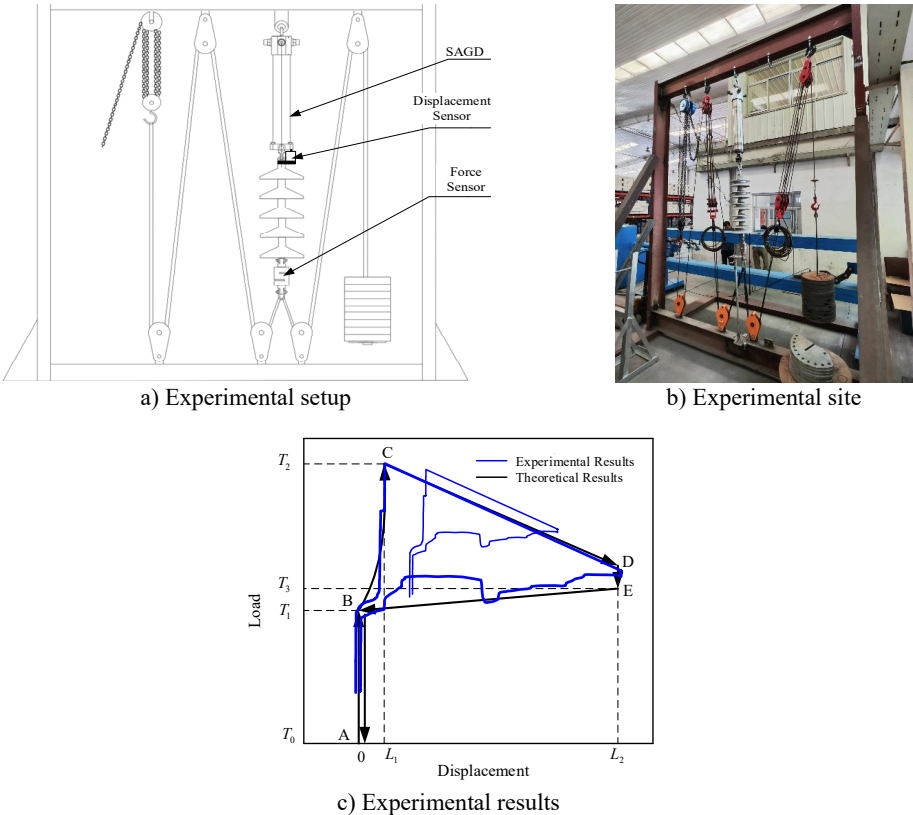 SAGD
Displacement
Sensor
Force
Sensor
a) Experimental setup
b) Experimental site
T₂
C
Experimental Results
Theoretical Results
D
T₃
E
B
T₁
Load
A
T₀
0
L₁
L₂
Displacement
c) Experimental results